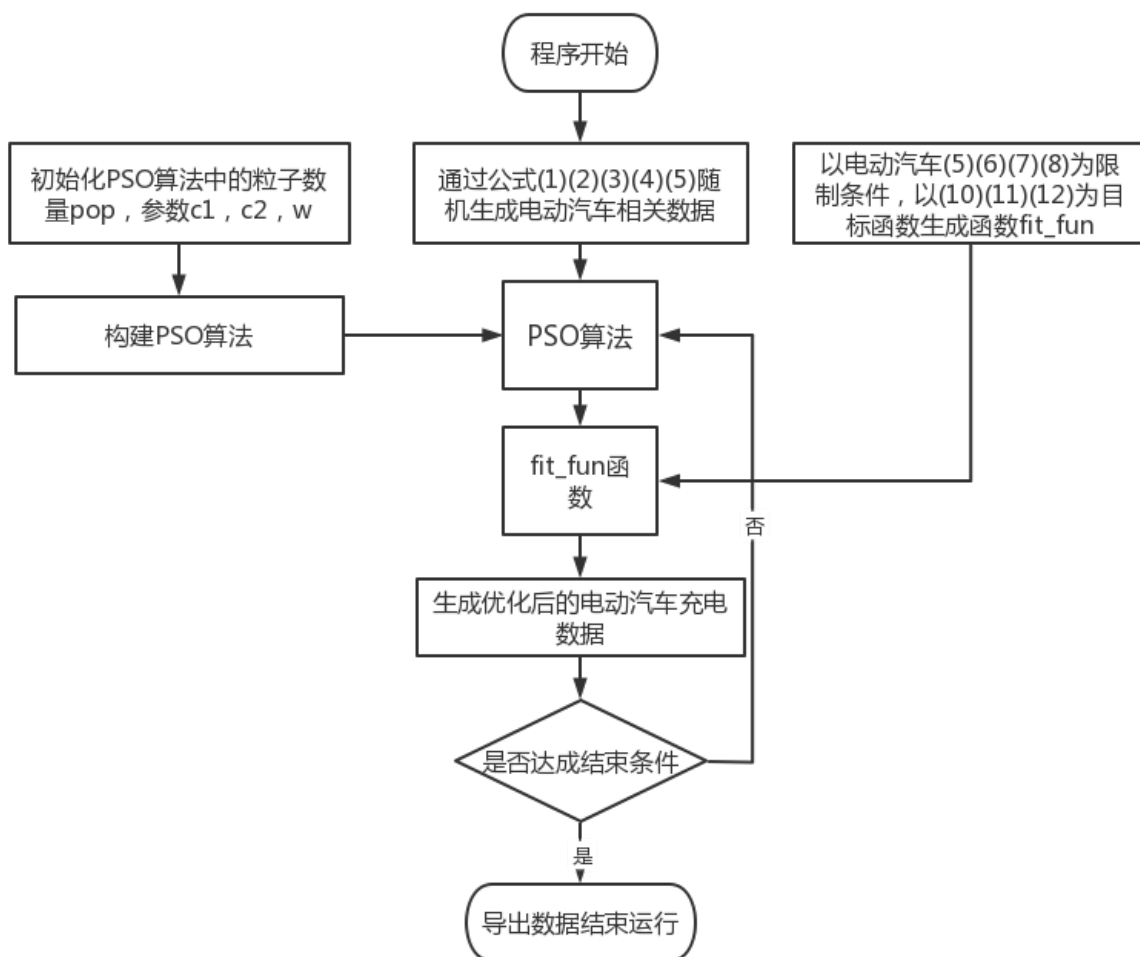 程序开始
初始化PSO算法中的粒子数
量pop，参数c1，c2，w
通过公式(1)(2)(3)(4)(5)随
机生成电动汽车相关数据
以电动汽车(5)(6)(7)(8)为限
制条件，以(10)(11)(12)为目
标函数生成函数fit_fun
构建PSO算法
PSO算法
fit_fun函
数
否
生成优化后的电动汽车充电
数据
是否达成结束条件
是
导出数据结束运行